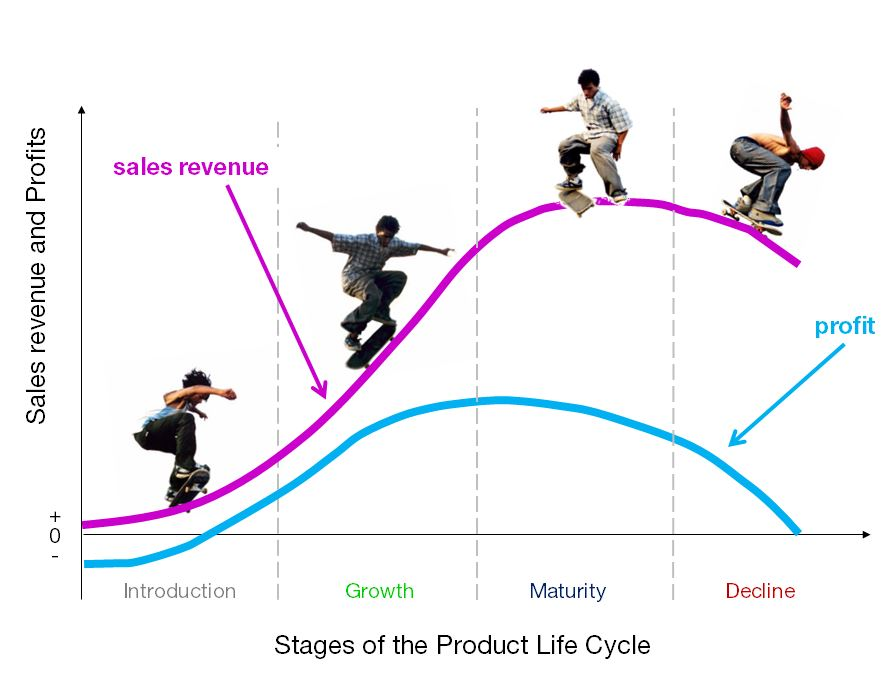 sales revenue
profit
Sales revenue and Profits
+
0
-
Introduction
Growth
Maturity
Decline
Stages of the Product Life Cycle